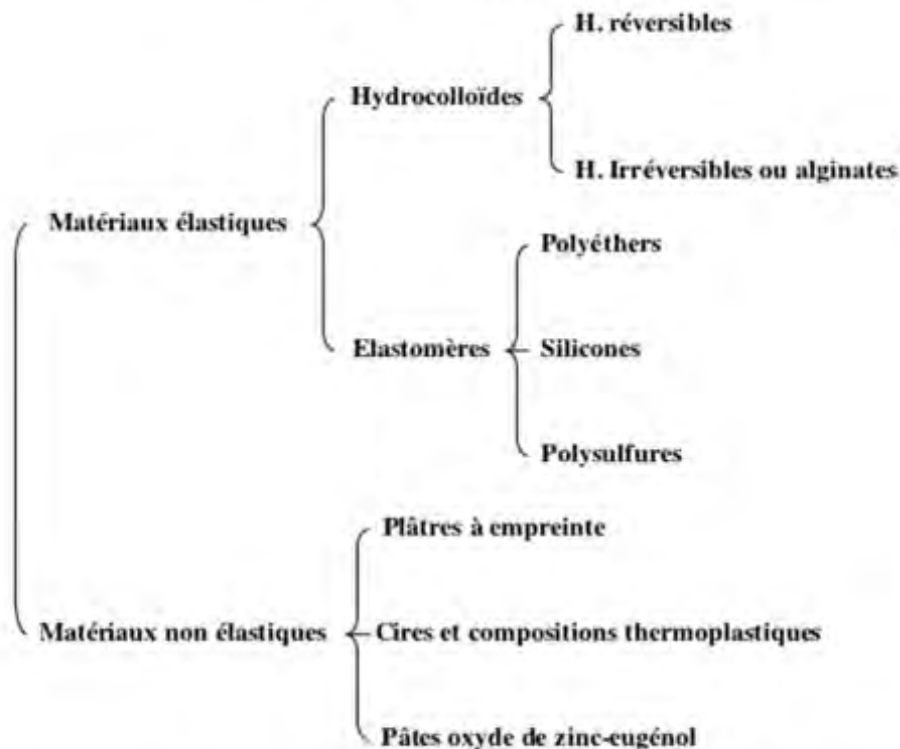 H. réversibles
Hydrocolloïdes
H. Irréversibles ou alginates
Matériaux élastiques
Polyéthers
Elastomères
Silicones
Polysulfures
Plâtres à empreinte
Matériaux non élastiques
Cires et compositions thermoplastiques
Pâtes oxyde de zinc-eugénol